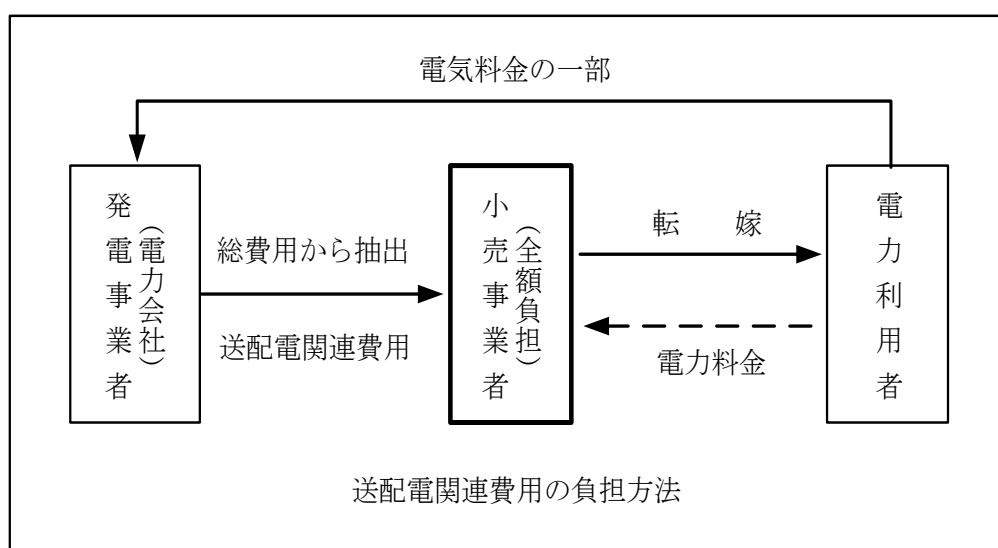 電気料金の一部
発電事業者
(電力会社)
総費用から抽出
送配電関連費用
小売事業者
(全額負担)
転　嫁
電力料金
電力利用者
送配電関連費用の負担方法